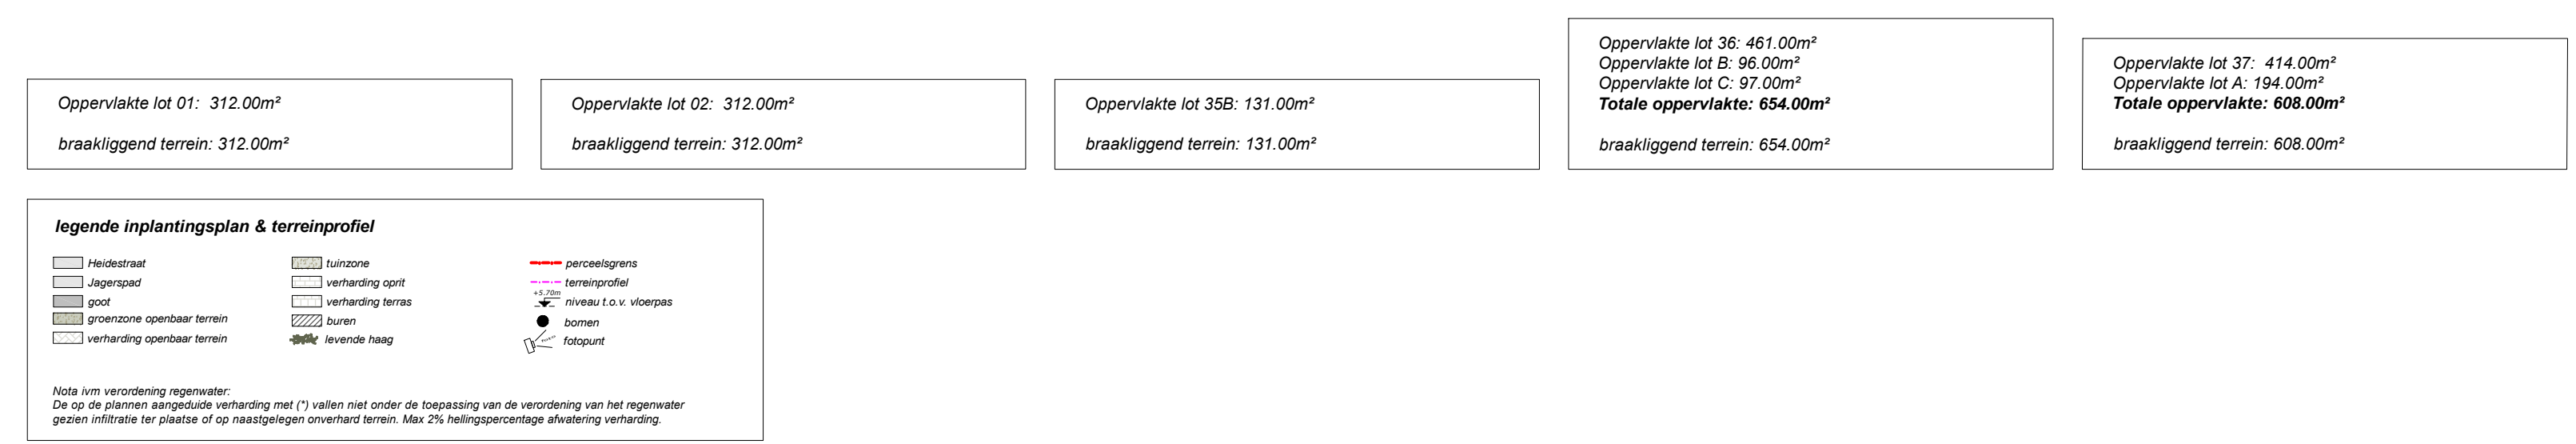 Oppervlakte lot 01:  312.00m²
braakliggend terrein: 312.00m²
Oppervlakte lot 02:  312.00m²
braakliggend terrein: 312.00m²
Oppervlakte lot 35B: 131.00m²
braakliggend terrein: 131.00m²
Oppervlakte lot 36: 461.00m²
Oppervlakte lot B: 96.00m²
Oppervlakte lot C: 97.00m²
Totale oppervlakte: 654.00m²
braakliggend terrein: 654.00m²
Oppervlakte lot 37:  414.00m²
Oppervlakte lot A: 194.00m²
Totale oppervlakte: 608.00m²
braakliggend terrein: 608.00m²
legende inplantingsplan & terreinprofiel
Heidestraat
Jagerspad
goot
groenzone openbaar terrein
verharding openbaar terrein
tuinzone
verharding oprit
verharding terras
buren
levende haag
perceelsgrens
terreinprofiel
+5.70m
niveau t.o.v. vloerpas
bomen
fotopunt
Nota ivm verordening regenwater:
De op de plannen aangeduide verharding met (*) vallen niet onder de toepassing van de verordening van het regenwater
gezien infiltratie ter plaatse of op naastgelegen onverhard terrein. Max 2% hellingspercentage afwatering verharding.